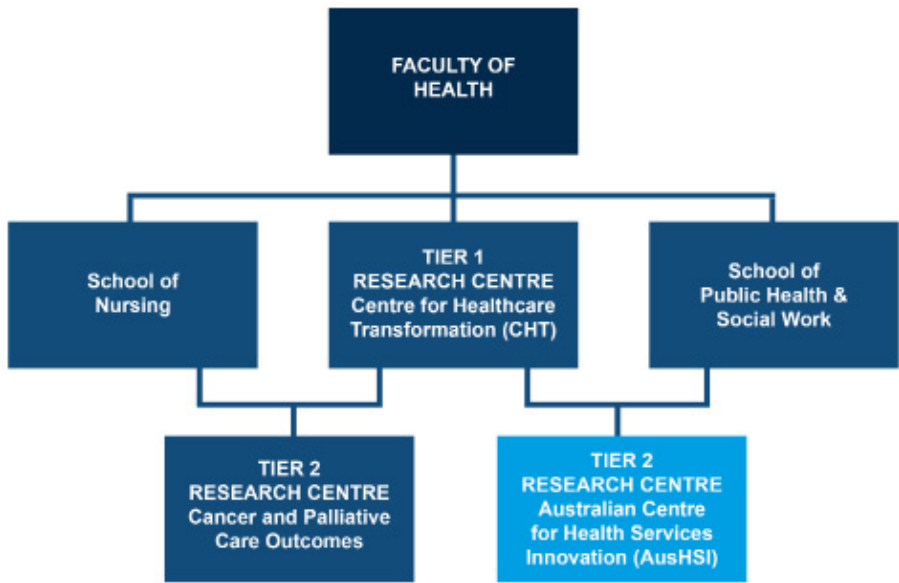 FACULTY OF
HEALTH
School of
Nursing
TIER 1
RESEARCH CENTRE
Centre for Healthcare
Transformation (CHT)
School of
Public Health &
Social Work
TIER 2
RESEARCH CENTRE
Cancer and Palliative
Care Outcomes
TIER 2
RESEARCH CENTRE
Australian Centre
for Health Services
Innovation (AusHSI)